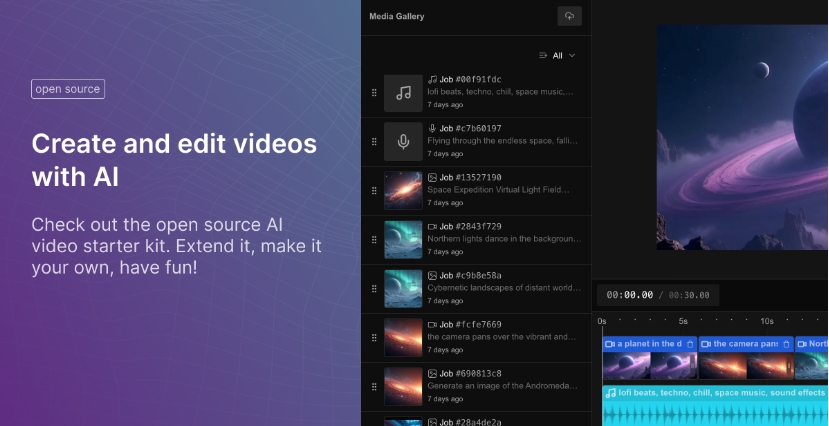 open source
Create and edit videos
with AI
Check out the open source AI
video starter kit. Extend it, make it
your own, have fun!
Media Gallery
All
Job #00f91fdc
lofi beats, techno, chill, space music,...
7 days ago
Job #c7b60197
Flying through the endless space, falli...
7 days ago
Job #13527190
Space Expedition Virtual Light Field...
7 days ago
Job #2843f729
Northern lights dance in the backgroun...
7 days ago
Job #c9b8e58a
Cybernetic landscapes of distant world...
7 days ago
Job #fcfe7669
the camera pans over the vibrant and...
7 days ago
Job #690813c8
Generate an image of the Andromeda...
7 days ago
Job #28a4de2a
00:00.00 / 00:30.00
0s 5s 10s
a planet in the d
the camera pan
North
lofi beats, techno, chill, space music, sound effects